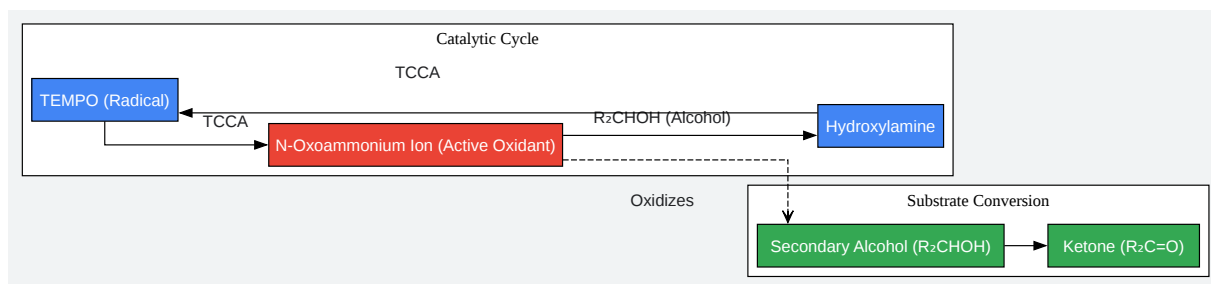 Catalytic Cycle
TCCA
TEMPO (Radical)
TCCA
R₂CHOH (Alcohol)
Hydroxylamine
N-Oxoammonium Ion (Active Oxidant)
Oxidizes
Substrate Conversion
Secondary Alcohol (R₂CHOH)
Ketone (R₂C=O)